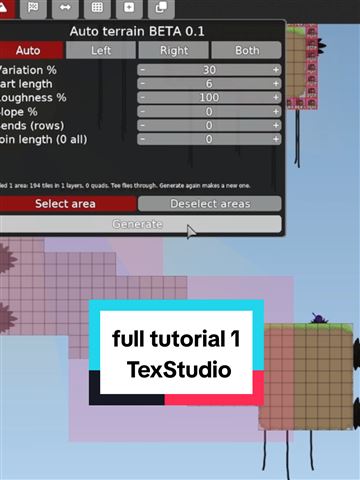 Auto terrain BETA 0.1
Auto Left Right Both
Variation % - 30 +
art length - 6 +
oughness % - 100 +
lope % - 0 +
ends (rows) - 0 +
oin length (0 all) - 0 +
led 1 area: 194 tiles in 1 layers, 0 quads. Tee flies through. Generate again makes a new one.
Select area Deselect areas
Generate
full tutorial 1
TexStudio